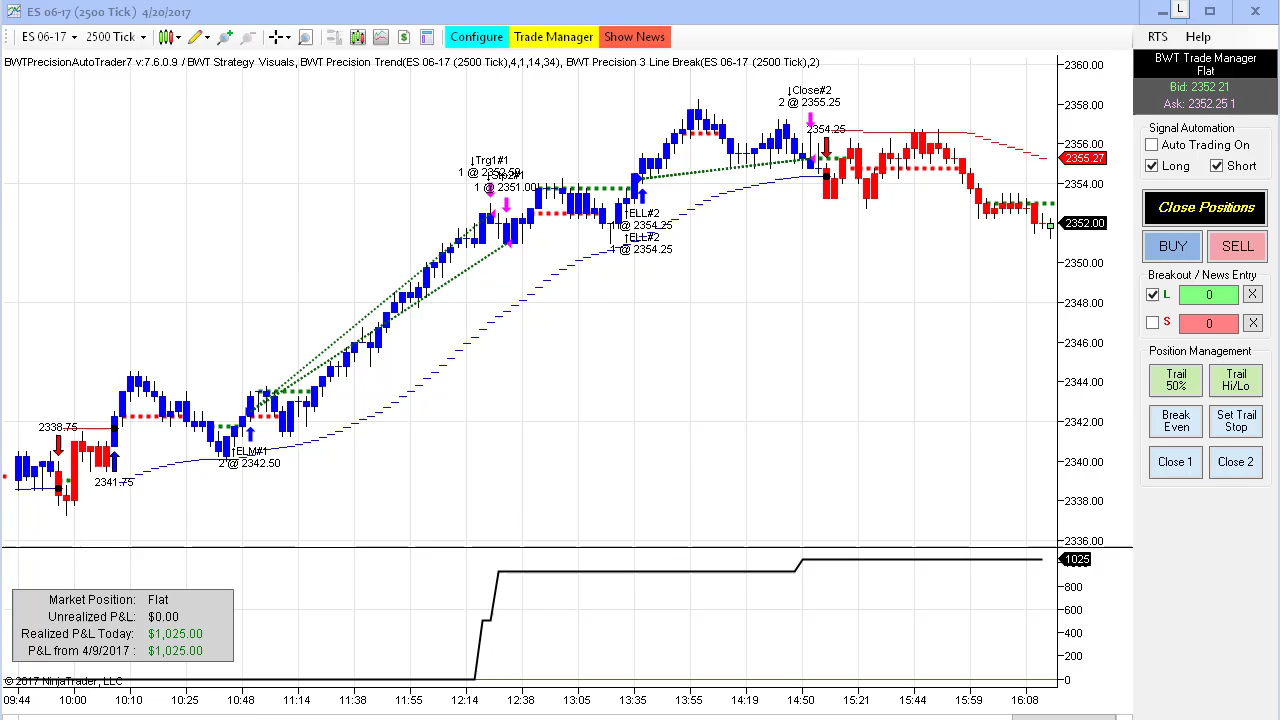 ES 06-17 (2500 Tick) 4/20/2017
L
ES 06-17
2500 Tick
Configure
Trade Manager
Show News
RTS
Help
BWTPrecisionAutoTrader7 v:7.6.0.9 / BWT Strategy Visuals, BWT Precision Trend(ES 06-17 (2500 Tick),4,1,14,34), BWT Precision 3 Line Break(ES 06-17 (2500 Tick),2)
2360.00
2358.00
2356.00
2355.27
2354.00
2352.00
2350.00
2348.00
2346.00
2344.00
2342.00
2340.00
2338.00
2336.00
↓Close#2
2 @ 2355.25
2354.25
↓Trg1#1
1 @ 2351.00
↑ELL#2
@ 2354.25
↑ELL#2
@ 2354.25
2338.75
2341.75
↑ELM#1
2 @ 2342.50
1025
800
600
400
200
0
Market Position: Flat
Unrealized P&L: $0.00
Realized P&L Today: $1,025.00
P&L from 4/9/2017 : $1,025.00
© 2017 NinjaTrader, LLC
09:44 10:00 10:25 10:48 11:14 11:36 11:55 12:14 12:39 13:05 13:35 13:55 14:19 14:50 15:21 15:44 15:59 16:08
BWT Trade Manager
Flat
Bid: 2352 21
Ask: 2352.25 1
Signal Automation
Auto Trading On
Long
Short
Close Positions
BUY
SELL
Breakout / News Entry
L 0 X
S 0 X
Position Management
Trail 50%
Trail Hi/Lo
Break Even
Set Trail Stop
Close 1
Close 2